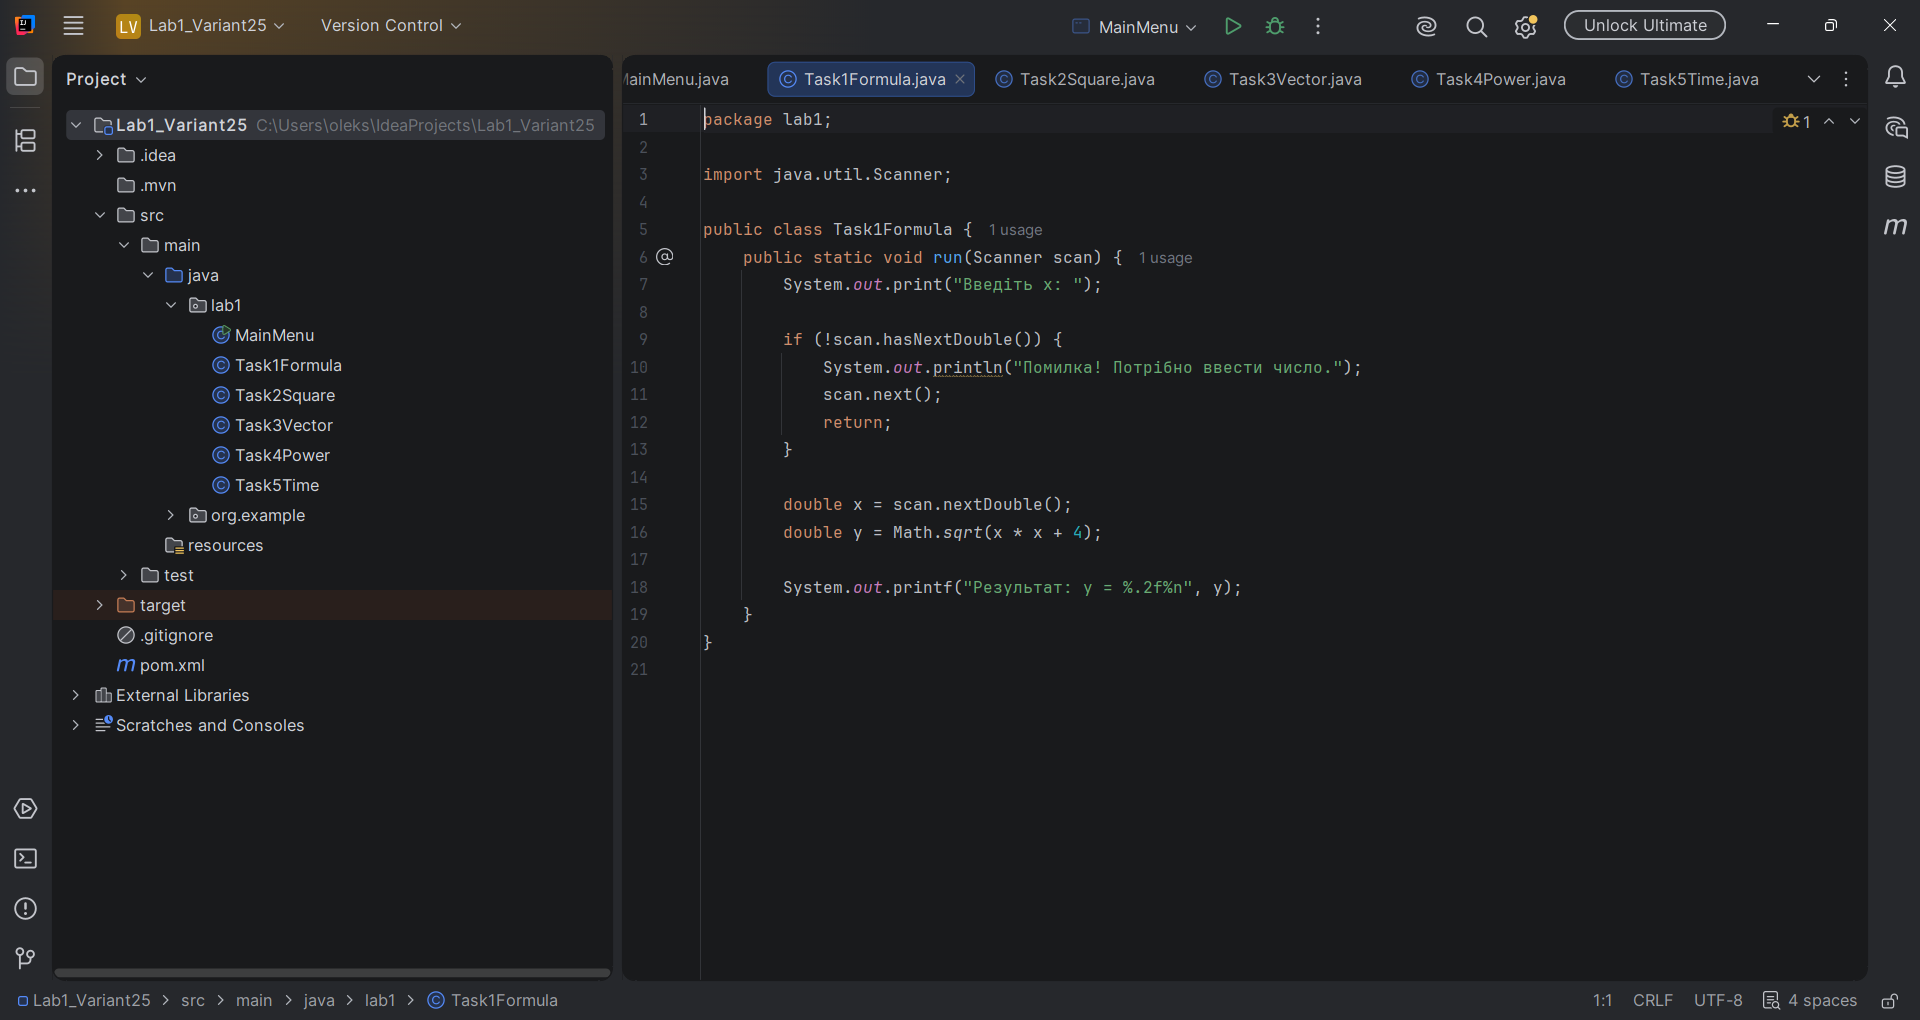 LV Lab1_Variant25 Version Control MainMenu Unlock Ultimate
Project
MainMenu.java Task1Formula.java Task2Square.java Task3Vector.java Task4Power.java Task5Time.java
Lab1_Variant25 C:\Users\oleks\IdeaProjects\Lab1_Variant25
.idea
.mvn
src
main
java
lab1
MainMenu
Task1Formula
Task2Square
Task3Vector
Task4Power
Task5Time
org.example
resources
test
target
.gitignore
m pom.xml
External Libraries
Scratches and Consoles
1 package lab1;
2
3 import java.util.Scanner;
4
5 public class Task1Formula { 1 usage
6 @ public static void run(Scanner scan) { 1 usage
7 System.out.print("Введіть x: ");
8
9 if (!scan.hasNextDouble()) {
10 System.out.println("Помилка! Потрібно ввести число.");
11 scan.next();
12 return;
13 }
14
15 double x = scan.nextDouble();
16 double y = Math.sqrt(x * x + 4);
17
18 System.out.printf("Результат: y = %.2f%n", y);
19 }
20 }
21
1
m
Lab1_Variant25 > src > main > java > lab1 > Task1Formula
1:1 CRLF UTF-8 4 spaces